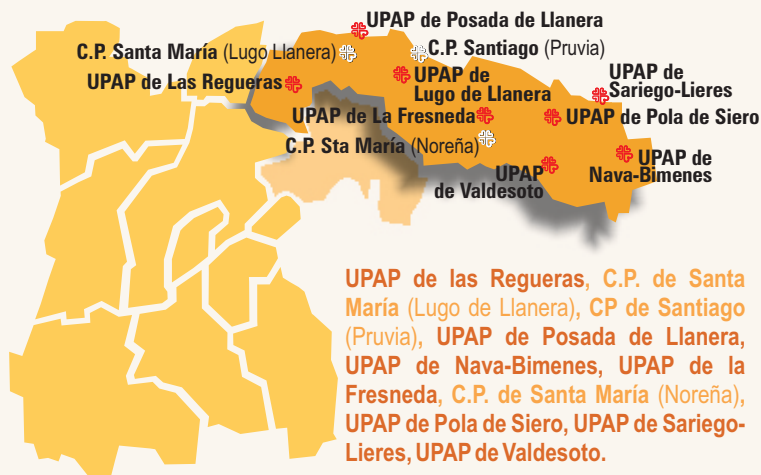 UPAP de Posada de Llanera
C.P. Santa María (Lugo Llanera)
C.P. Santiago (Pruvia)
UPAP de Las Regueras
UPAP de
Lugo de Llanera
UPAP de
Sariego-Lieres
UPAP de La Fresneda
UPAP de Pola de Siero
C.P. Sta María (Noreña)
UPAP
de Valdesoto
UPAP de
Nava-Bimenes
UPAP de las Regueras, C.P. de Santa
María (Lugo de Llanera), CP de Santiago
(Pruvia), UPAP de Posada de Llanera,
UPAP de Nava-Bimenes, UPAP de la
Fresneda, C.P. de Santa María (Noreña),
UPAP de Pola de Siero, UPAP de Sariego-
Lieres, UPAP de Valdesoto.